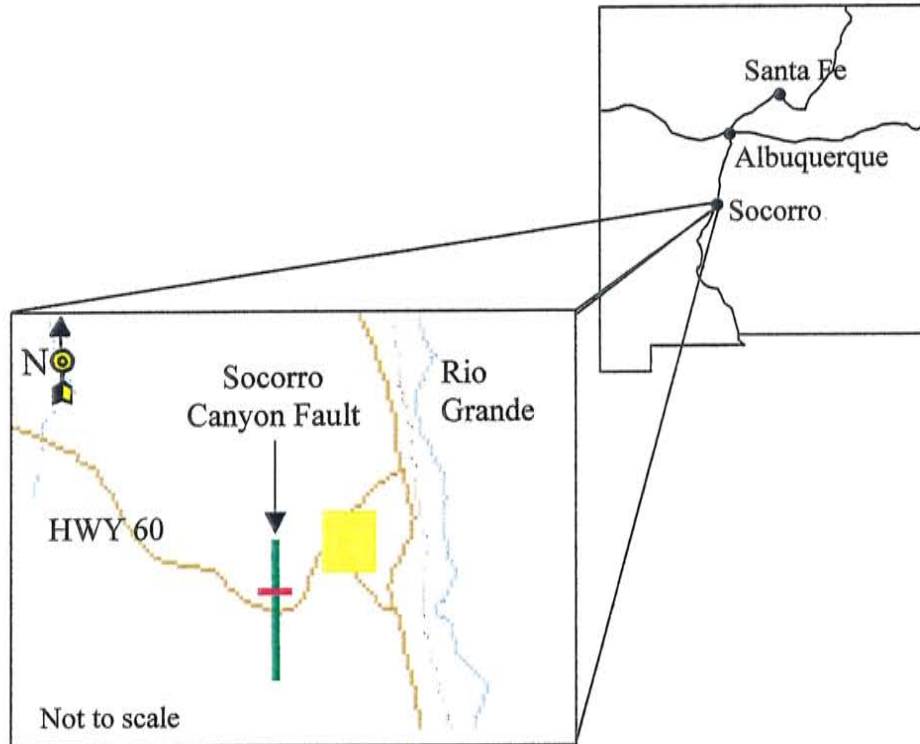 Santa Fe
Albuquerque
Socorro
N
Socorro
Canyon Fault
Rio
Grande
HWY 60
Not to scale